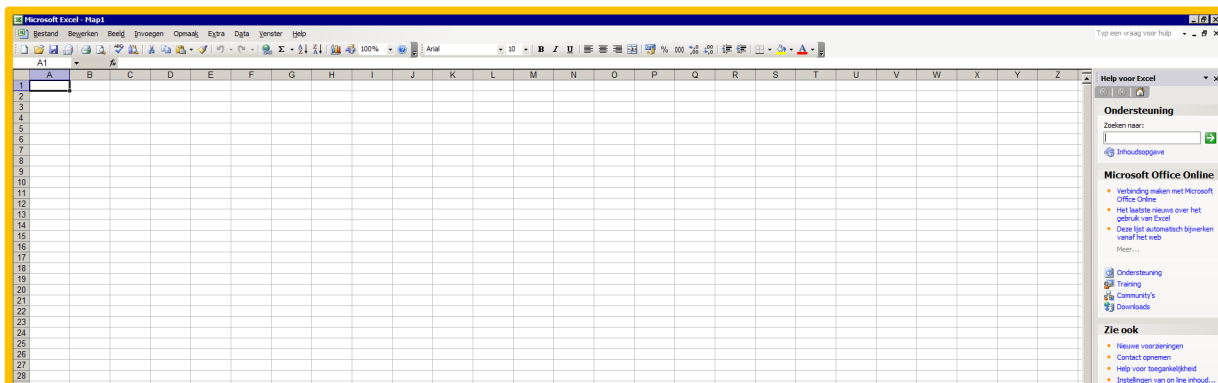 Microsoft Excel - Map1
Bestand Bewerken Beeld Invoegen Opmaak Extra Data Venster Help
Typ een vraag voor hulp
100% Arial 10 B I U % 000
A1 fx
A B C D E F G H I J K L M N O P Q R S T U V W X Y Z
1
2
3
4
5
6
7
8
9
10
11
12
13
14
15
16
17
18
19
20
21
22
23
24
25
26
27
28
Help voor Excel
Ondersteuning
Zoeken naar:
Inhoudsopgave
Microsoft Office Online
Verbinding maken met Microsoft
Office Online
Het laatste nieuws over het
gebruik van Excel
Deze lijst automatisch bijwerken
vanaf het web
Meer...
Ondersteuning
Training
Community's
Downloads
Zie ook
Nieuwe voorzieningen
Contact opnemen
Help voor toegankelijkheid
Instellingen van on line inhoud...